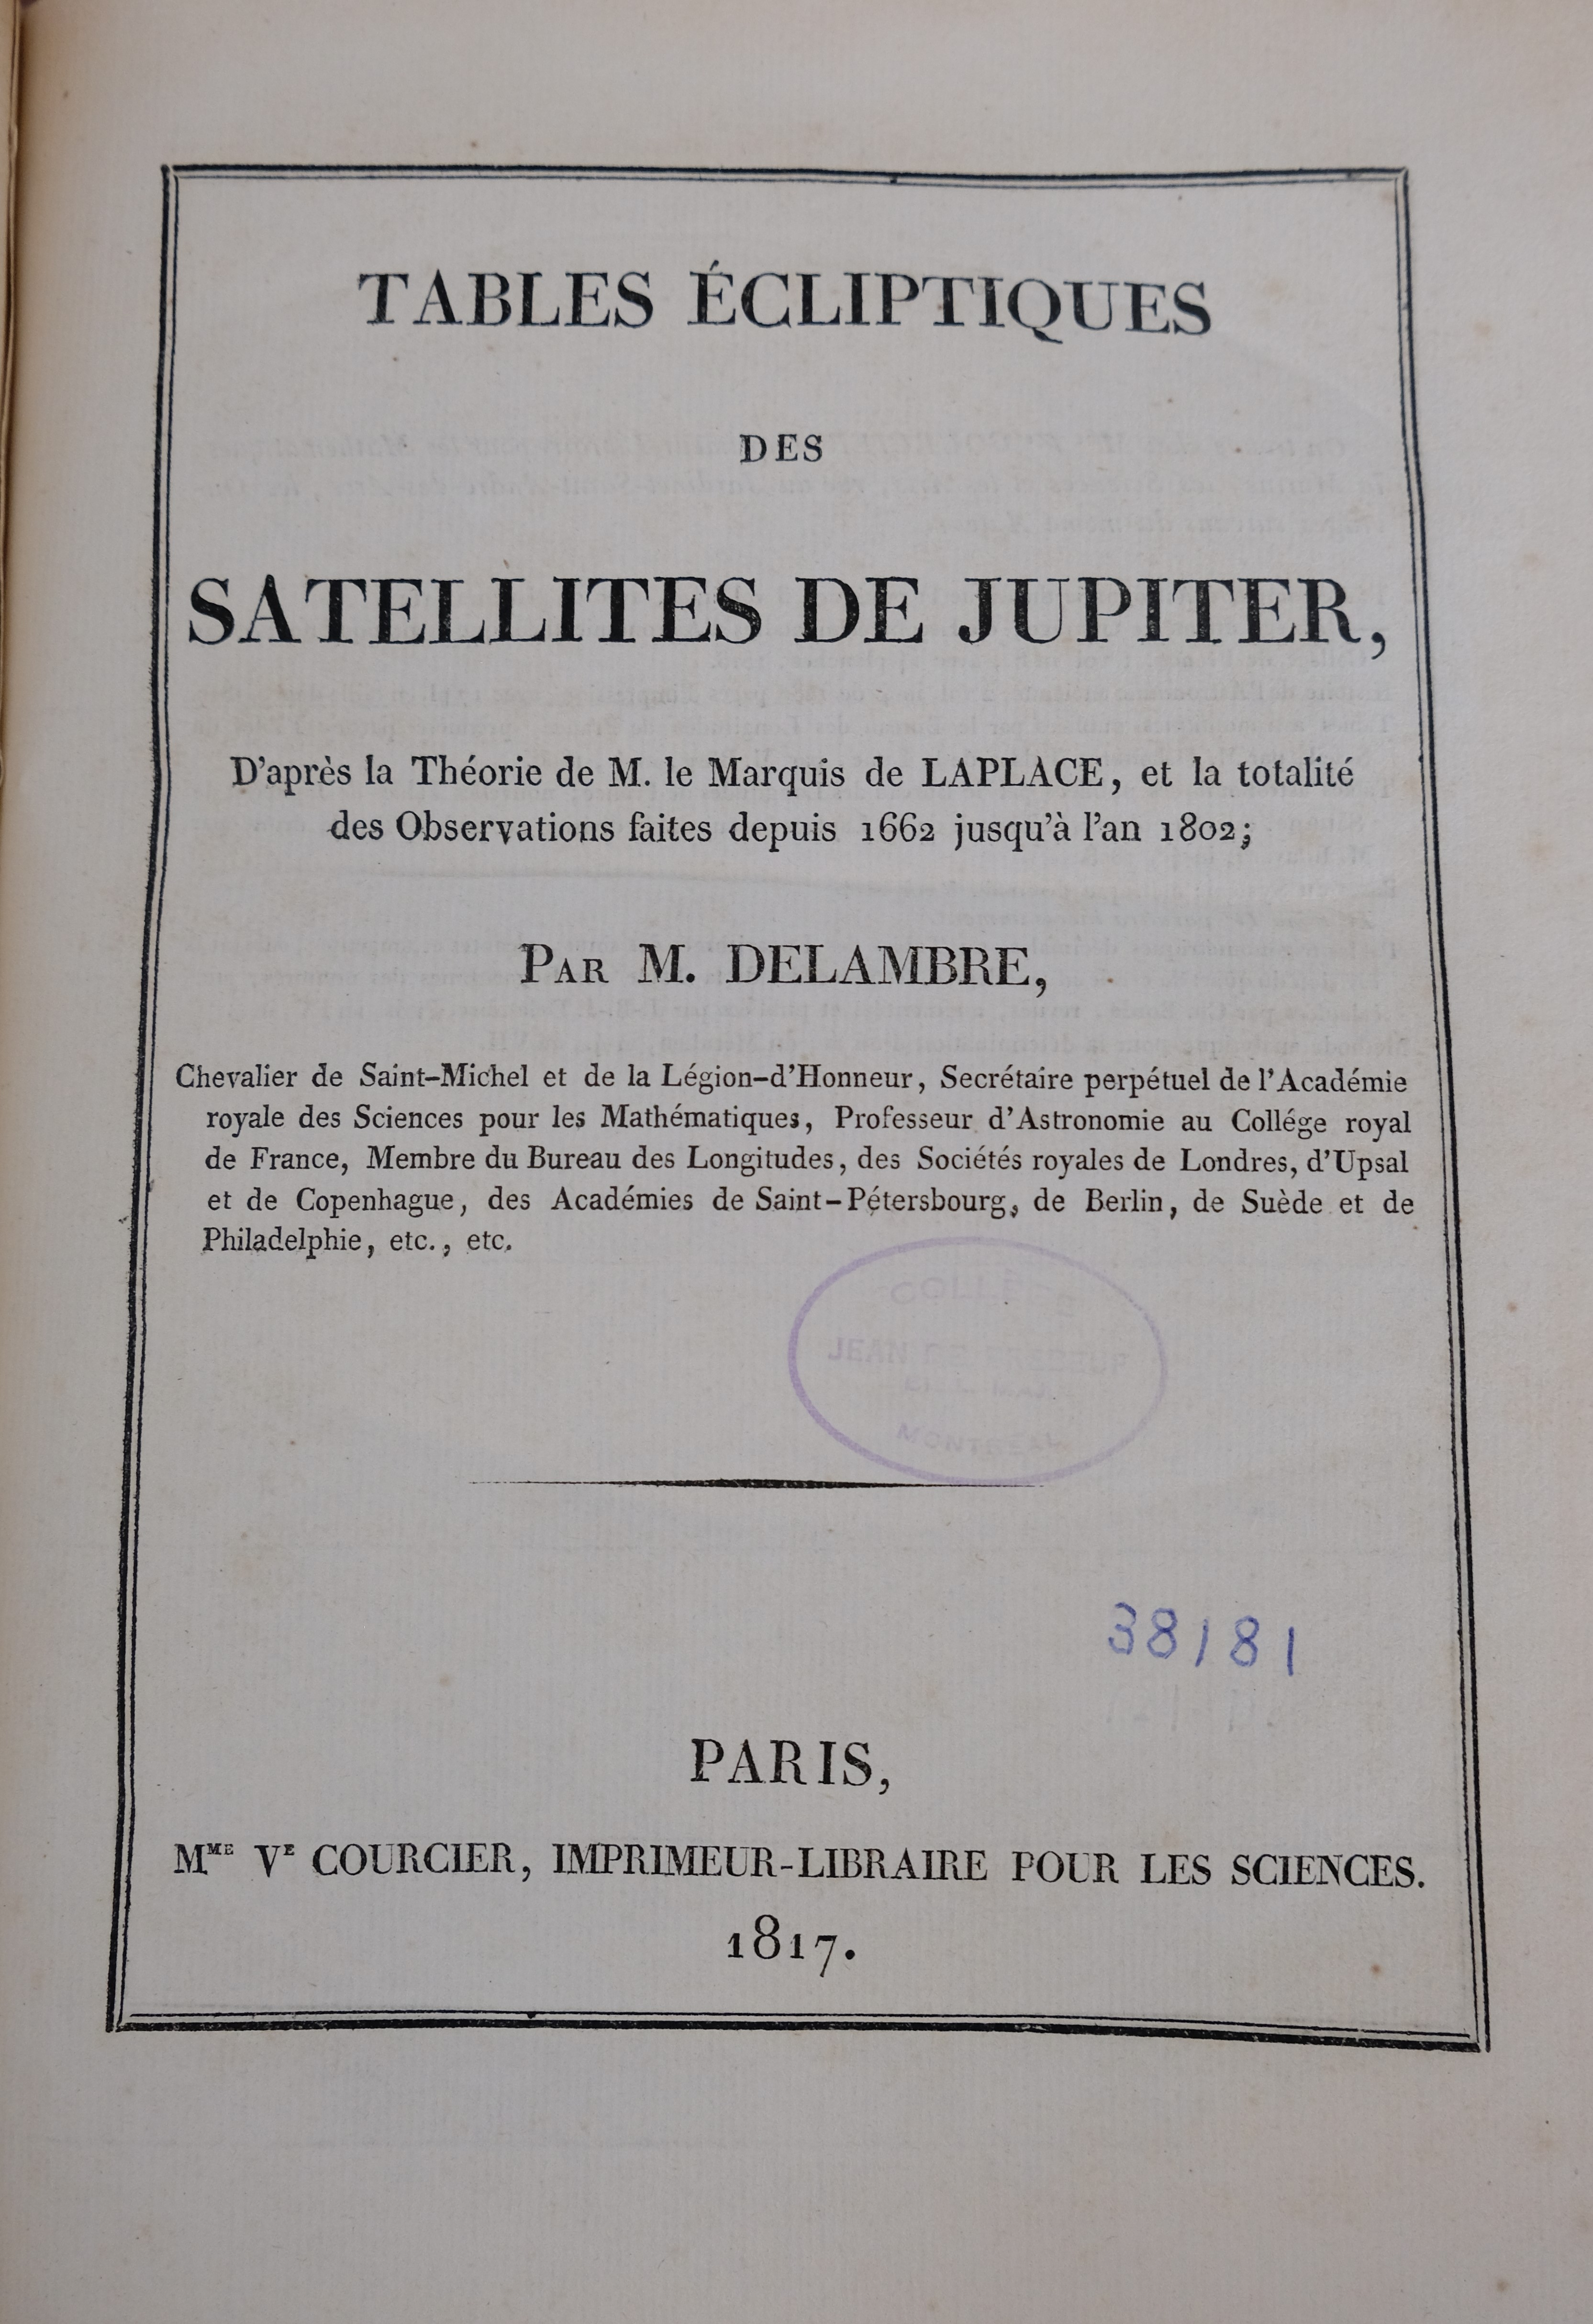 TABLES ÉCLIPTIQUES
DES
SATELLITES DE JUPITER,
D'après la Théorie de M. le Marquis de LAPLACE, et la totalité
des Observations faites depuis 1662 jusqu'à l'an 1802;
PAR M. DELAMBRE,
Chevalier de Saint-Michel et de la Légion-d'Honneur, Secrétaire perpétuel de l'Académie
royale des Sciences pour les Mathématiques, Professeur d'Astronomie au Collége royal
de France, Membre du Bureau des Longitudes, des Sociétés royales de Londres, d'Upsal
et de Copenhague, des Académies de Saint-Pétersbourg, de Berlin, de Suède et de
Philadelphie, etc., etc.
JEAN DE
MONTREAL
38181
PARIS,
MME VE COURCIER, IMPRIMEUR-LIBRAIRE POUR LES SCIENCES.
1817.